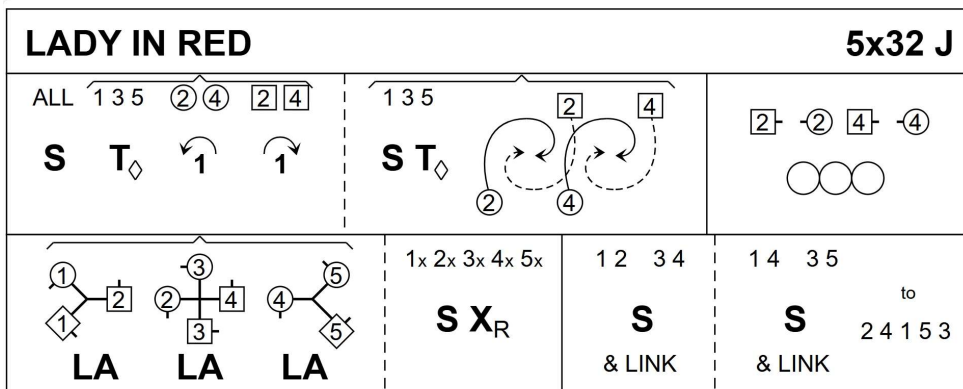 LADY IN RED 5x32 J
ALL 1 3 5 2 4 2 4
S T 1 1
1 3 5 2 4
S T
2 4
2 2 4 4
1 2 1
3 2 4 3
5 4 5
LA LA LA
1x 2x 3x 4x 5x
S XR
1 2 3 4
S
& LINK
1 4 3 5
S
& LINK
to
2 4 1 5 3